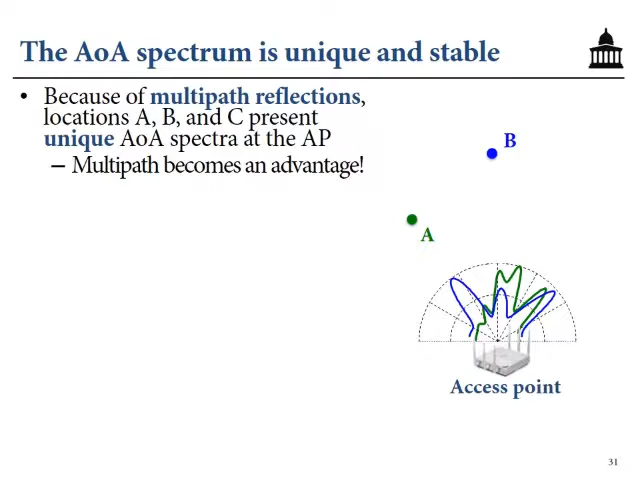 The AoA spectrum is unique and stable
• Because of multipath reflections,
locations A, B, and C present
unique AoA spectra at the AP
– Multipath becomes an advantage!
B
A
Access point
31